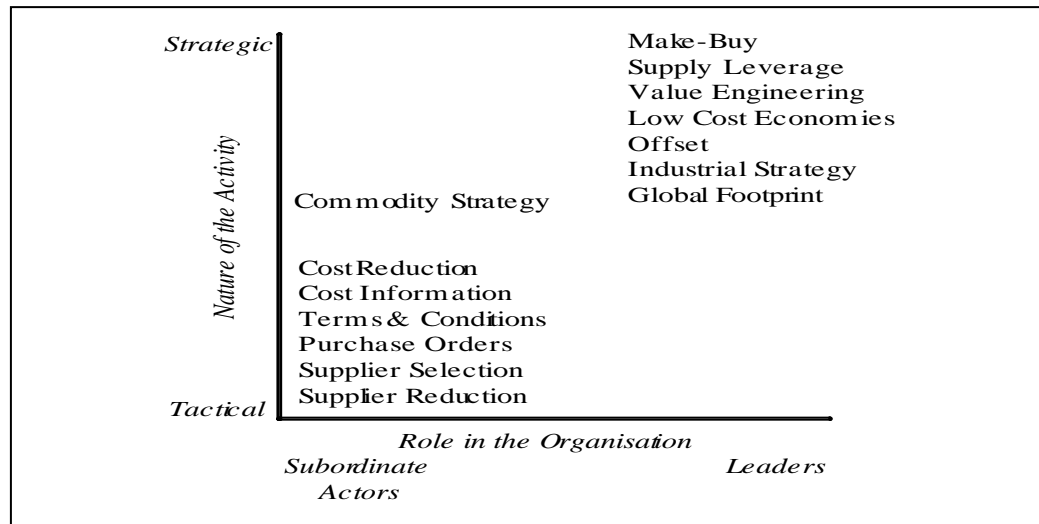 Strategic
Make-Buy
Supply Leverage
Value Engineering
Low Cost Economies
Offset
Industrial Strategy
Global Footprint
Nature of the Activity
Commodity Strategy
Cost Reduction
Cost Information
Terms & Conditions
Purchase Orders
Supplier Selection
Supplier Reduction
Tactical
Role in the Organisation
Subordinate
Actors
Leaders